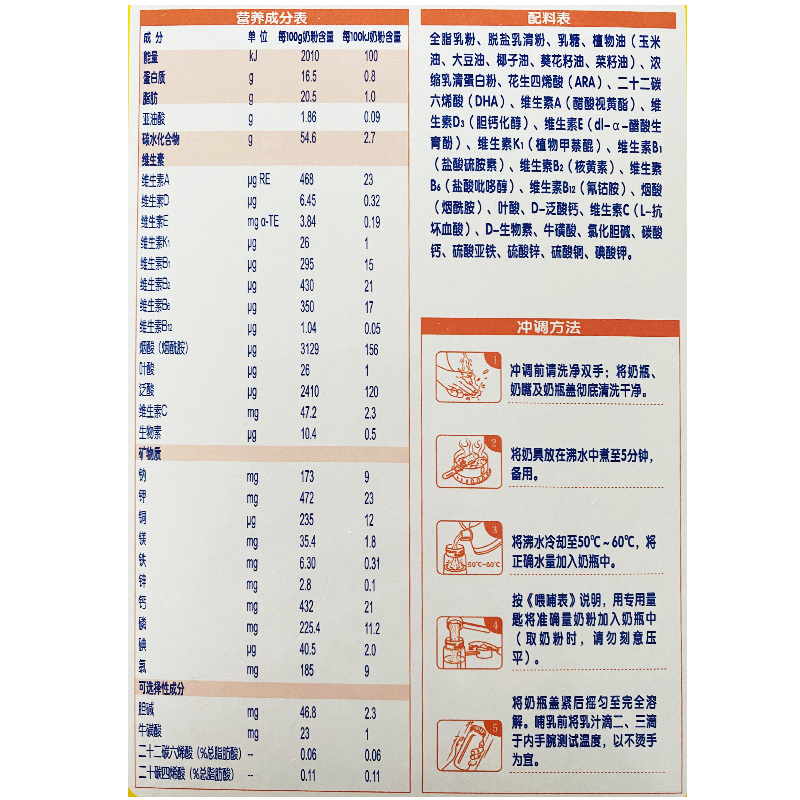 营养成分表
成 分 单 位 每100g奶粉含量 每100kJ奶粉含量
能量 kJ 2010 100
蛋白质 g 16.5 0.8
脂肪 g 20.5 1.0
亚油酸 g 1.86 0.09
碳水化合物 g 54.6 2.7
维生素
维生素A μg RE 468 23
维生素D μg 6.45 0.32
维生素E mg α-TE 3.84 0.19
维生素K₁ μg 26 1
维生素B₁ μg 295 15
维生素B₂ μg 430 21
维生素B₆ μg 350 17
维生素B₁₂ μg 1.04 0.05
烟酸（烟酰胺） μg 3129 156
叶酸 μg 26 1
泛酸 μg 2410 120
维生素C mg 47.2 2.3
生物素 μg 10.4 0.5
矿物质
钠 mg 173 9
钾 mg 472 23
铜 μg 235 12
镁 mg 35.4 1.8
铁 mg 6.30 0.31
锌 mg 2.8 0.1
钙 mg 432 21
磷 mg 225.4 11.2
碘 μg 40.5 2.0
氯 mg 185 9
可选择性成分
胆碱 mg 46.8 2.3
牛磺酸 mg 23 1
二十二碳六烯酸（%总脂肪酸） -- 0.06 0.06
二十碳四烯酸（%总脂肪酸） -- 0.11 0.11
配料表
全脂乳粉、脱盐乳清粉、乳糖、植物油（玉米
油、大豆油、椰子油、葵花籽油、菜籽油）、浓
缩乳清蛋白粉、花生四烯酸（ARA）、二十二碳
六烯酸（DHA）、维生素A（醋酸视黄酯）、维
生素D₃（胆钙化醇）、维生素E（dl-α-醋酸生
育酚）、维生素K₁（植物甲萘醌）、维生素B₁
（盐酸硫胺素）、维生素B₂（核黄素）、维生素
B₆（盐酸吡哆醇）、维生素B₁₂（氰钴胺）、烟酸
（烟酰胺）、叶酸、D-泛酸钙、维生素C（L-抗
坏血酸）、D-生物素、牛磺酸、氯化胆碱、碳酸
钙、硫酸亚铁、硫酸锌、硫酸铜、碘酸钾。
冲调方法
1
冲调前请洗净双手；将奶瓶、
奶嘴及奶瓶盖彻底清洗干净。
2
将奶具放在沸水中煮至5分钟，
备用。
3
50℃~60℃
将沸水冷却至50℃~60℃，将
正确水量加入奶瓶中。
4
按《喂哺表》说明，用专用量
匙将准确量奶粉加入奶瓶中
（取奶粉时，请勿刻意压
平）。
5
将奶瓶盖紧后摇匀至完全溶
解。哺乳前将乳汁滴二、三滴
于内手腕测试温度，以不烫手
为宜。